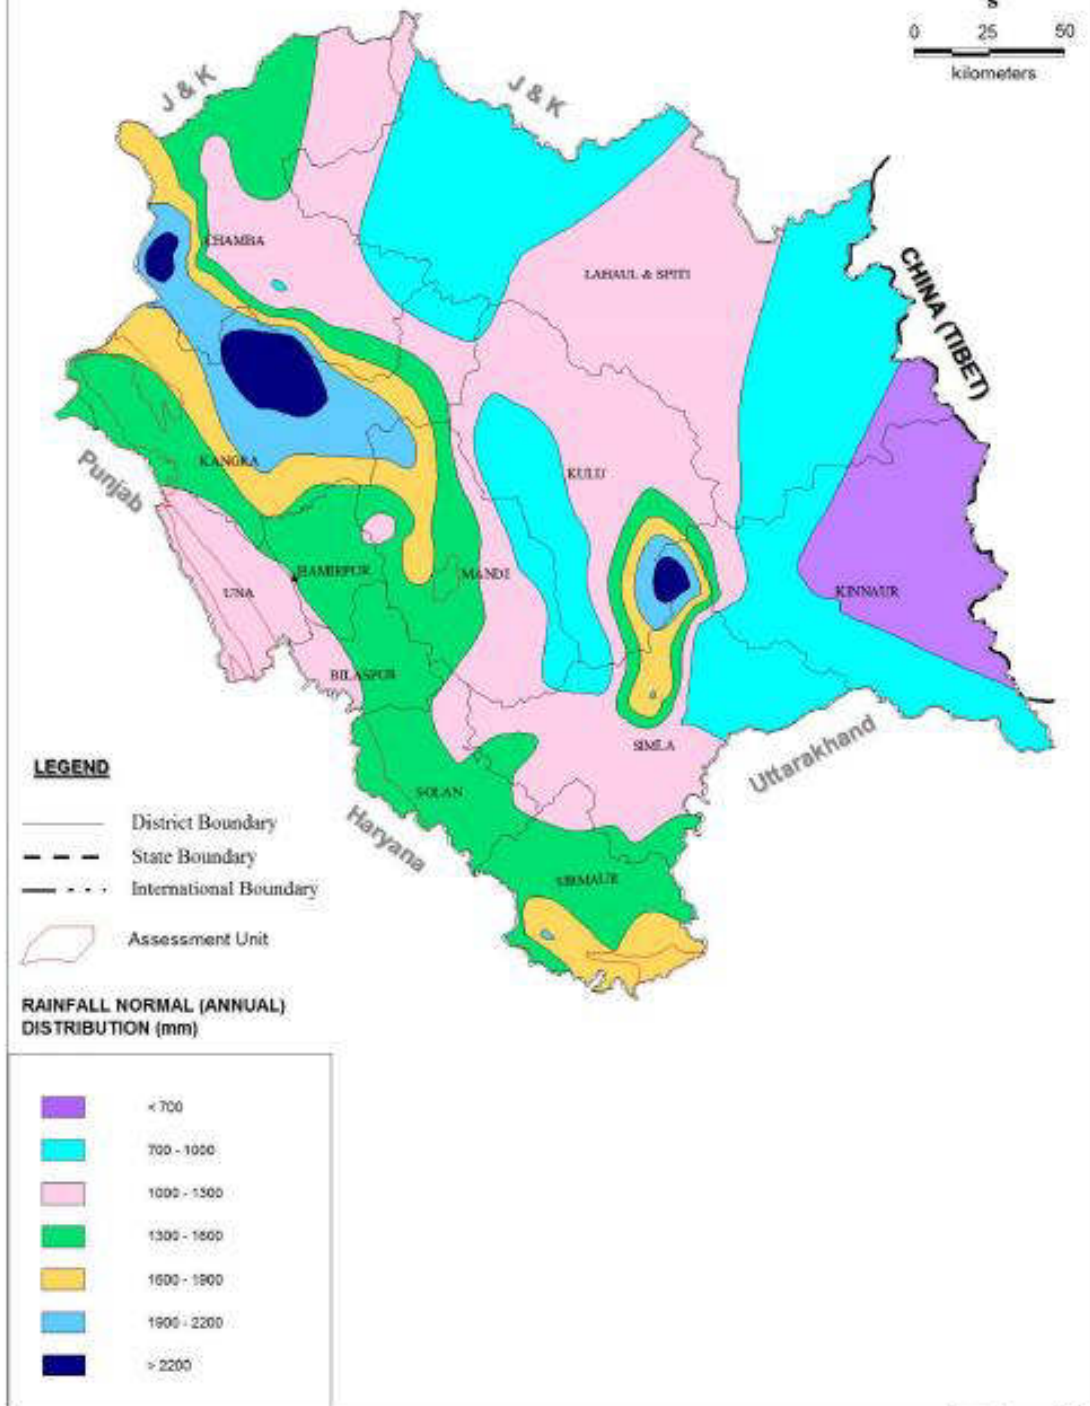 S
0 25 50
kilometers
J & K
J & K
CHAMBA
LAHAUL & SPITI
CHINA (TIBET)
KANGRA
KULU
Punjab
HAMIRPUR
MANDI
UNA
KINNAUR
BILASPUR
SIMLA
Uttarakhand
SOLAN
Haryana
SIRMAUR
LEGEND
District Boundary
State Boundary
International Boundary
Assessment Unit
RAINFALL NORMAL (ANNUAL)
DISTRIBUTION (mm)
< 700
700 - 1000
1000 - 1300
1300 - 1600
1600 - 1900
1900 - 2200
> 2200